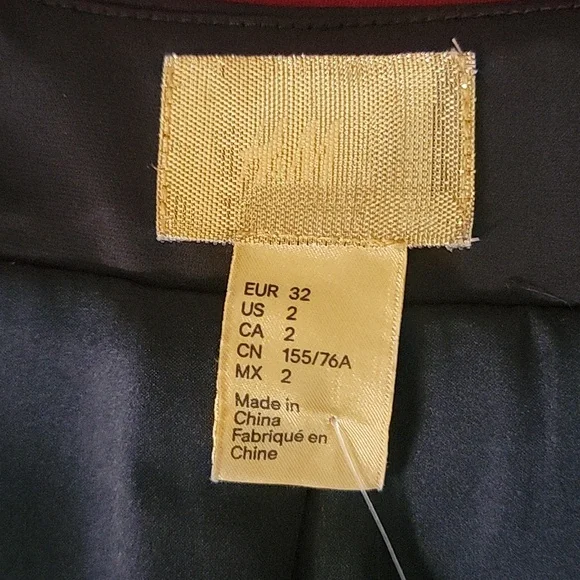 H&M
EUR 32
US 2
CA 2
CN 155/76A
MX 2
Made in
China
Fabriqué en
Chine